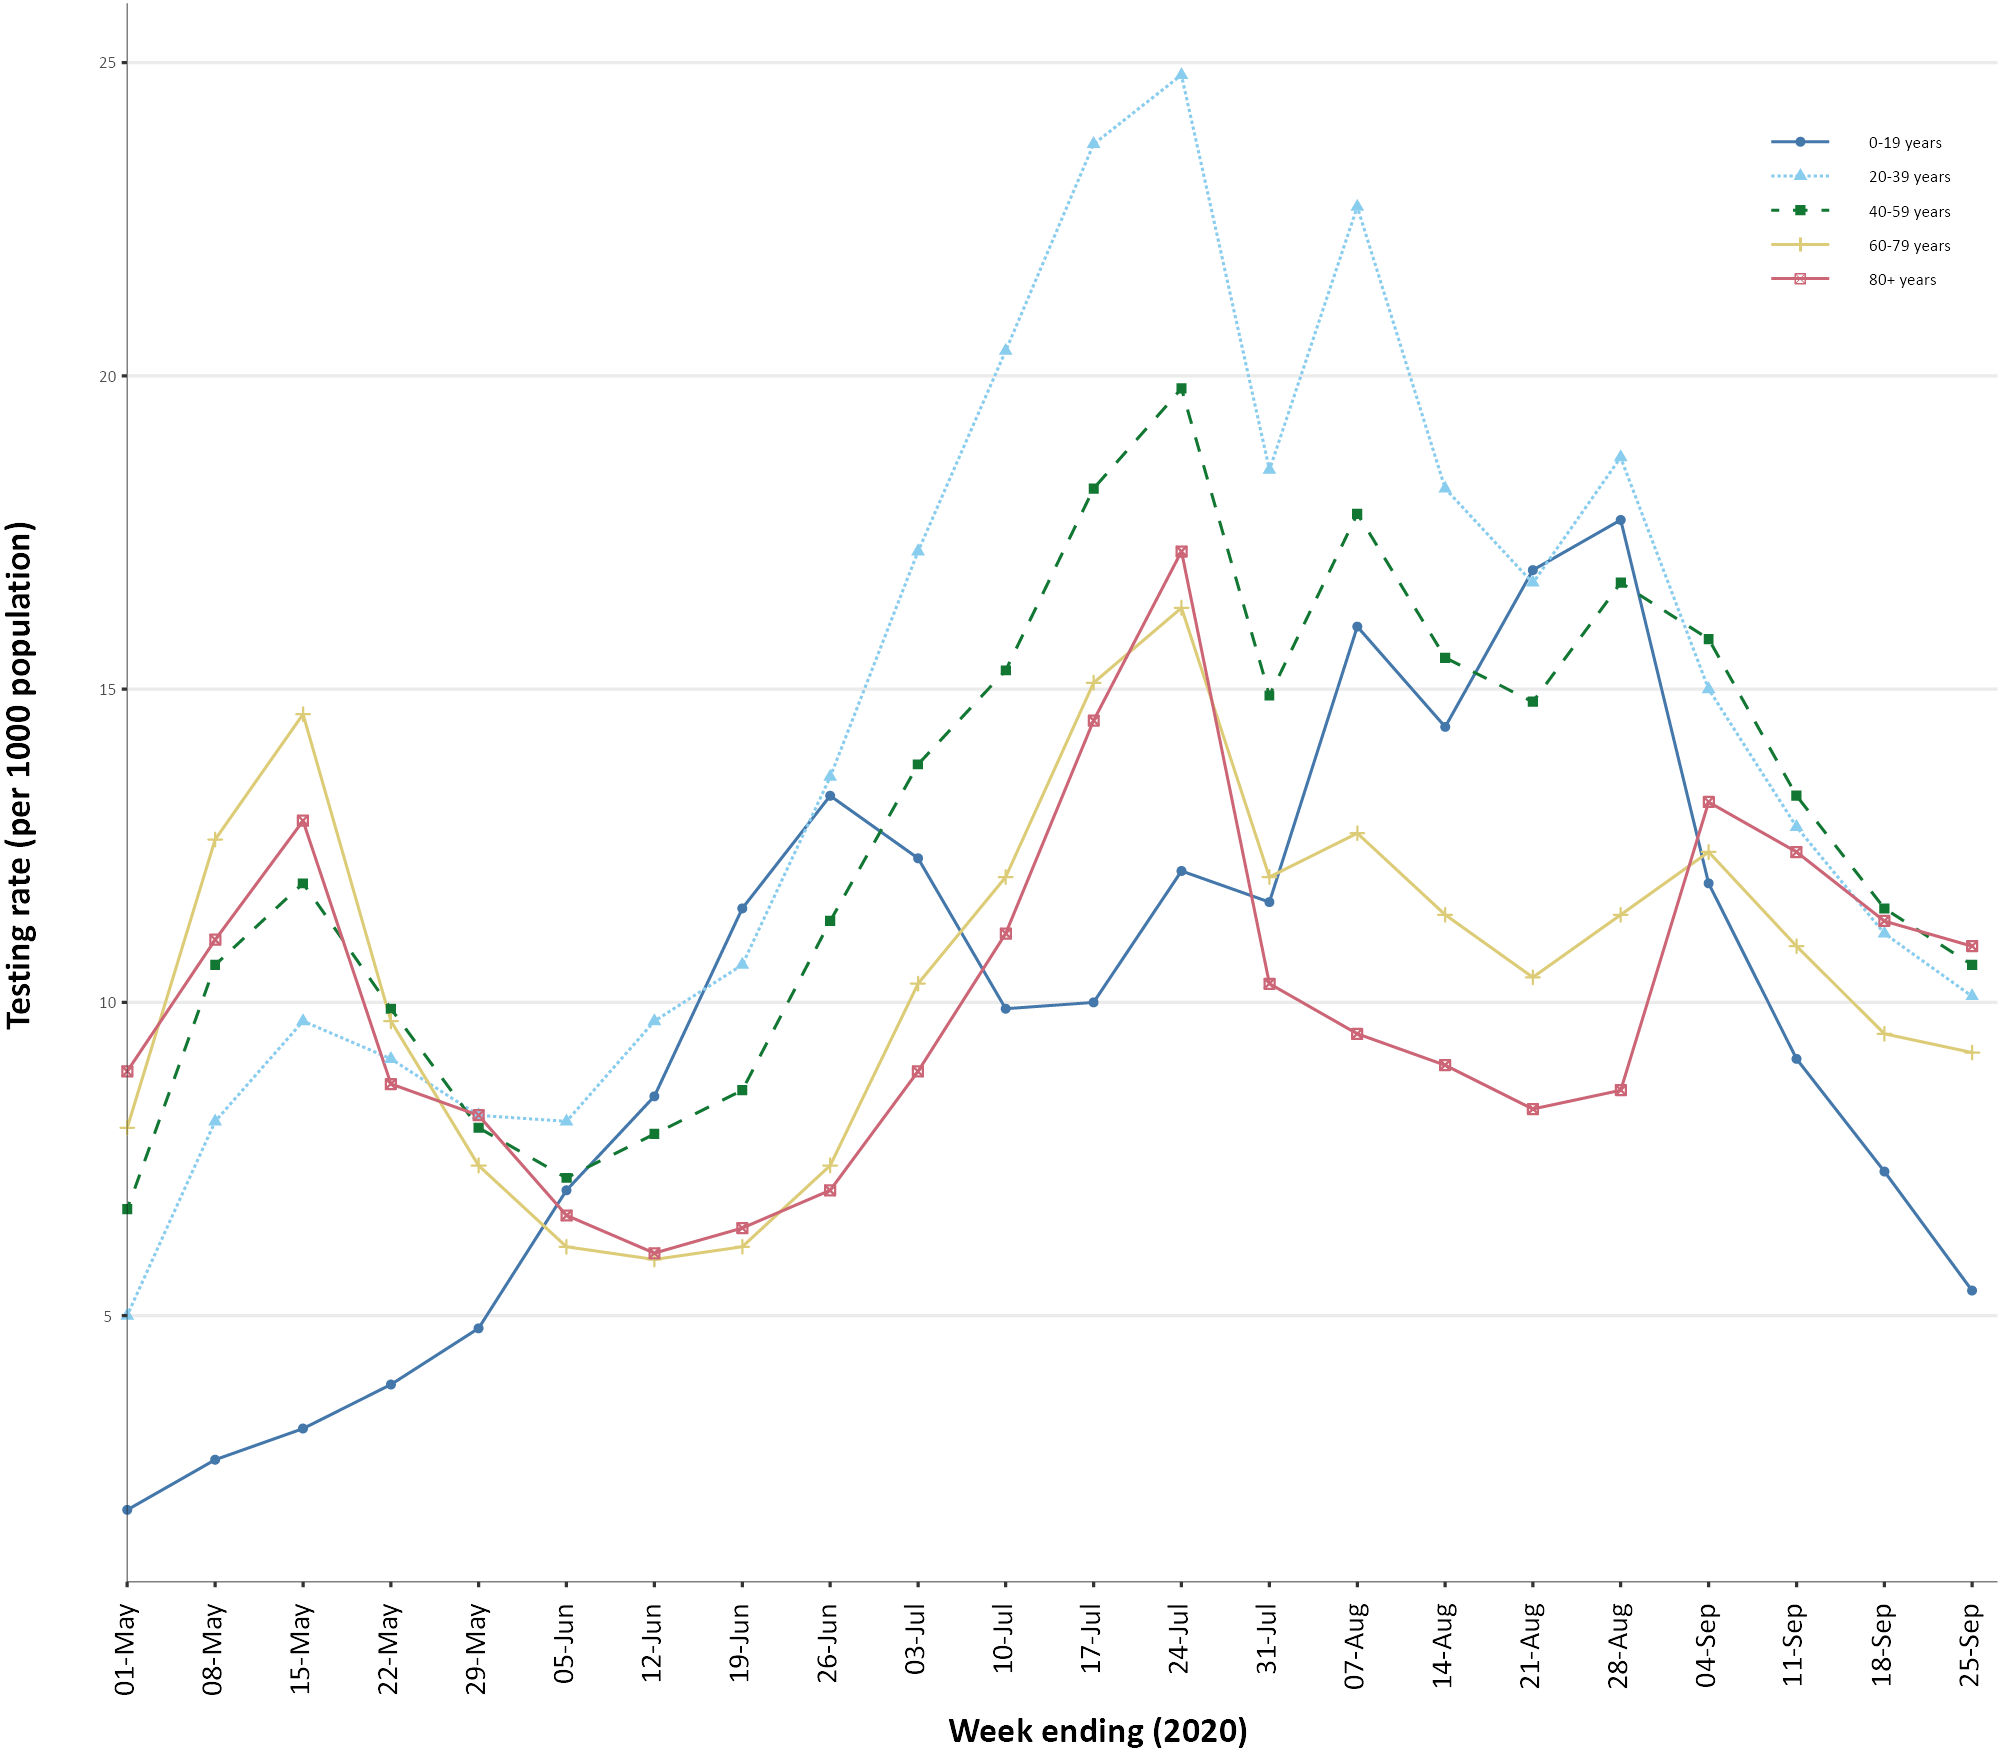 25
20
15
10
5
Testing rate (per 1000 population)
0-19 years
20-39 years
40-59 years
60-79 years
80+ years
01-May
08-May
15-May
22-May
29-May
05-Jun
12-Jun
19-Jun
26-Jun
03-Jul
10-Jul
17-Jul
24-Jul
31-Jul
07-Aug
14-Aug
21-Aug
28-Aug
04-Sep
11-Sep
18-Sep
25-Sep
Week ending (2020)